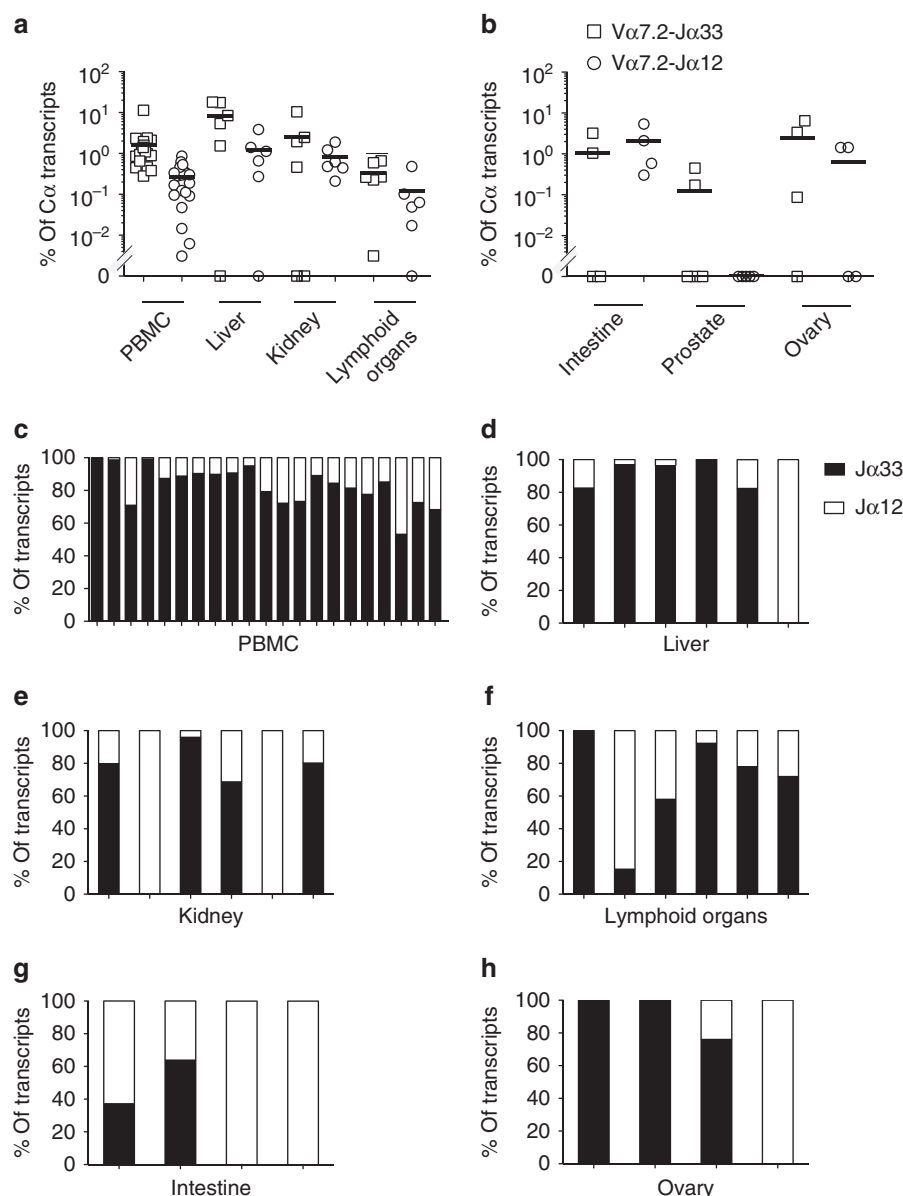 a
% Of Cα transcripts
10²
10¹
10⁰
10⁻¹
10⁻²
0
PBMC
Liver
Kidney
Lymphoid
organs
b
Vα7.2-Jα33
Vα7.2-Jα12
% Of Cα transcripts
10²
10¹
10⁰
10⁻¹
10⁻²
0
Intestine
Prostate
Ovary
c
% Of transcripts
100
80
60
40
20
0
PBMC
d
% Of transcripts
100
80
60
40
20
0
Liver
Jα33
Jα12
e
% Of transcripts
100
80
60
40
20
0
Kidney
f
% Of transcripts
100
80
60
40
20
0
Lymphoid organs
g
% Of transcripts
100
80
60
40
20
0
Intestine
h
% Of transcripts
100
80
60
40
20
0
Ovary